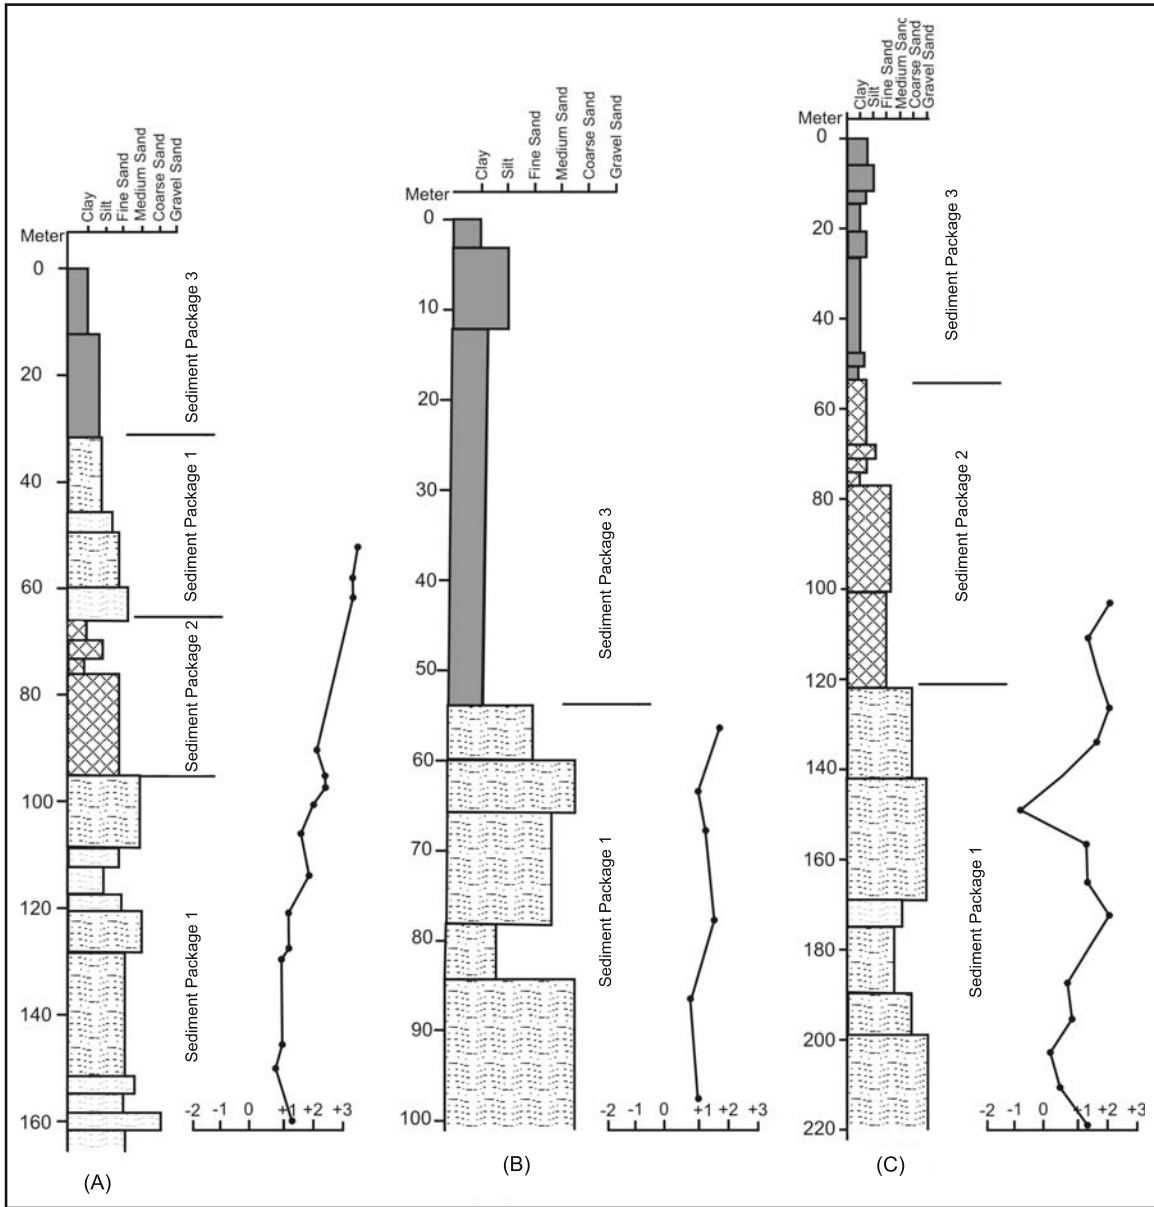 Clay
Silt
Fine Sand
Medium Sand
Coarse Sand
Gravel Sand
Meter
0
20
40
60
80
100
120
140
160
Sediment Package 3
Sediment Package 1
Sediment Package 2
Sediment Package 1
-2 -1 0 +1 +2 +3
(A)
Clay
Silt
Fine Sand
Medium Sand
Coarse Sand
Gravel Sand
Meter
0
10
20
30
40
50
60
70
80
90
100
Sediment Package 3
Sediment Package 1
-2 -1 0 +1 +2 +3
(B)
Clay
Silt
Fine Sand
Medium Sand
Coarse Sand
Gravel Sand
Meter
0
20
40
60
80
100
120
140
160
180
200
220
Sediment Package 3
Sediment Package 2
Sediment Package 1
-2 -1 0 +1 +2 +3
(C)